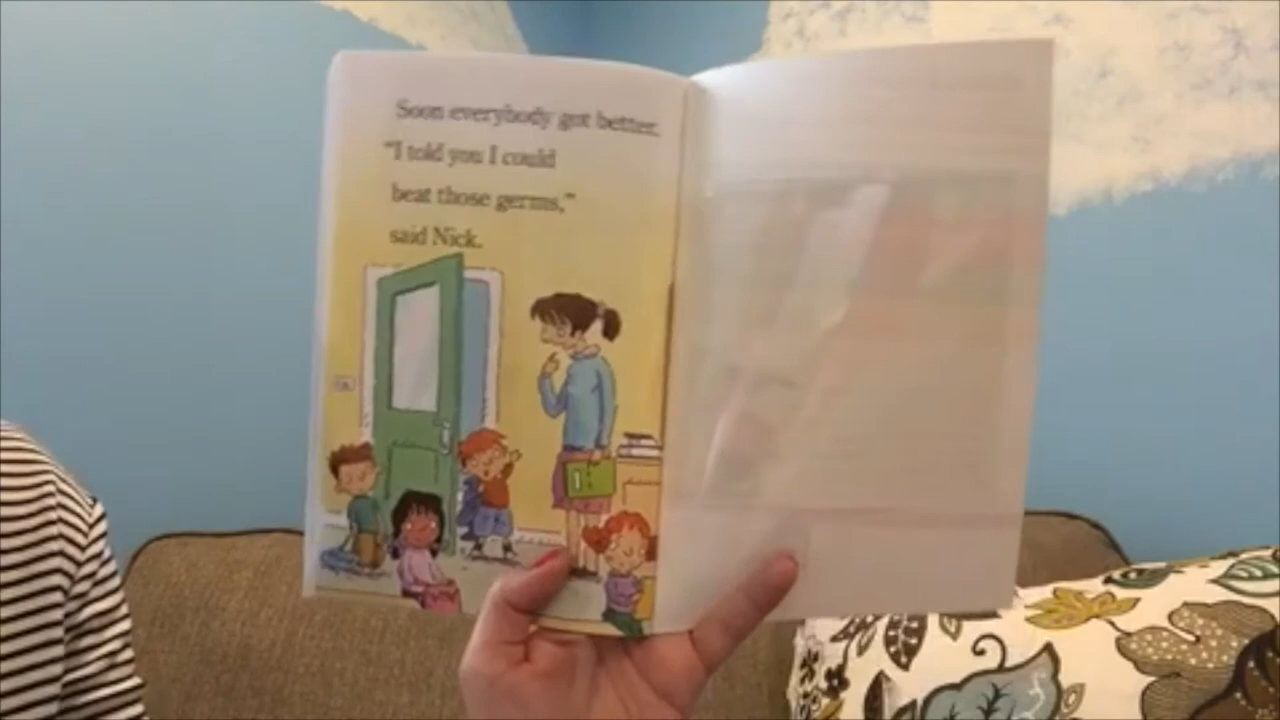 Soon everybody got better.
"I told you I could
beat those germs,"
said Nick.